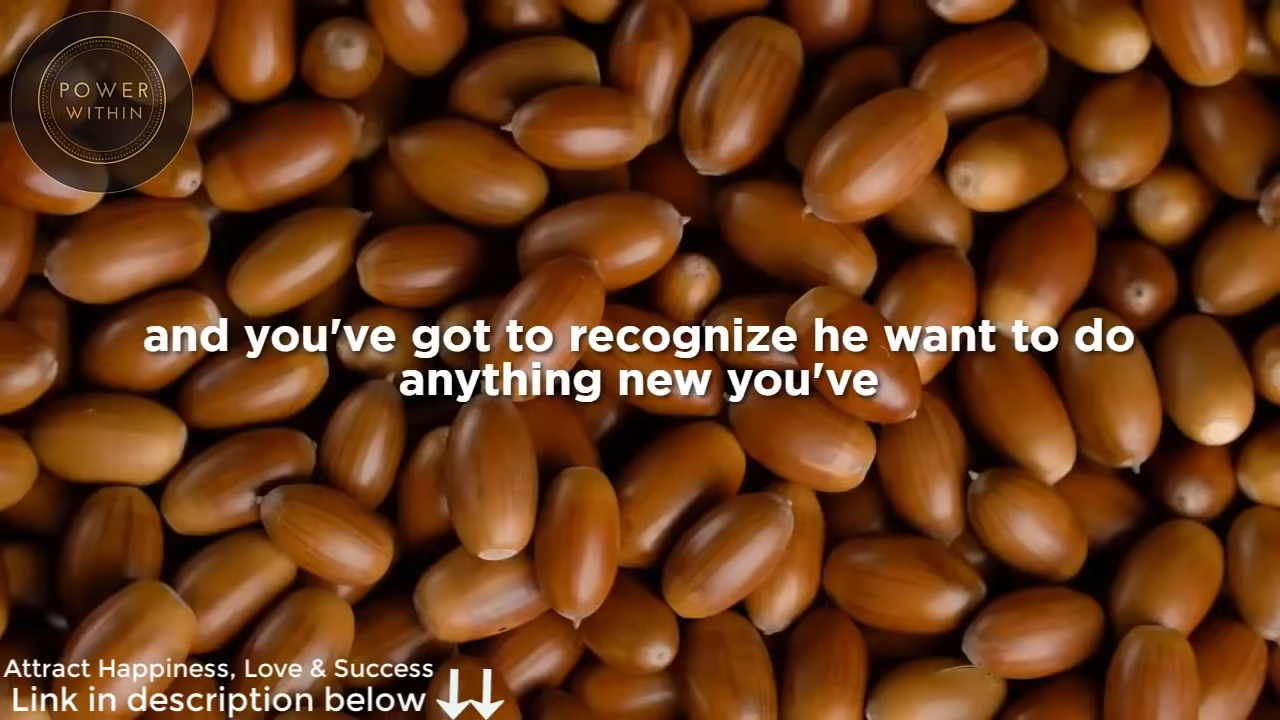 POWER
WITHIN
and you've got to recognize he want to do
anything new you've
Attract Happiness, Love & Success
Link in description below